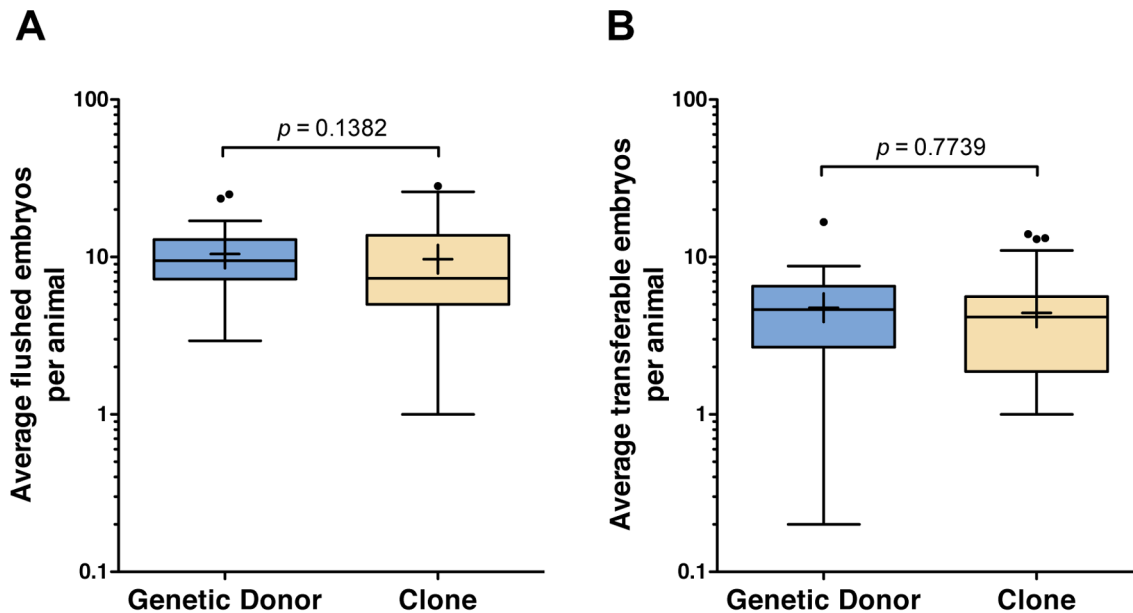 A
Average flushed embryos
per animal
100
10
1
0.1
p = 0.1382
Genetic Donor
Clone
B
Average transferable embryos
per animal
100
10
1
0.1
p = 0.7739
Genetic Donor
Clone